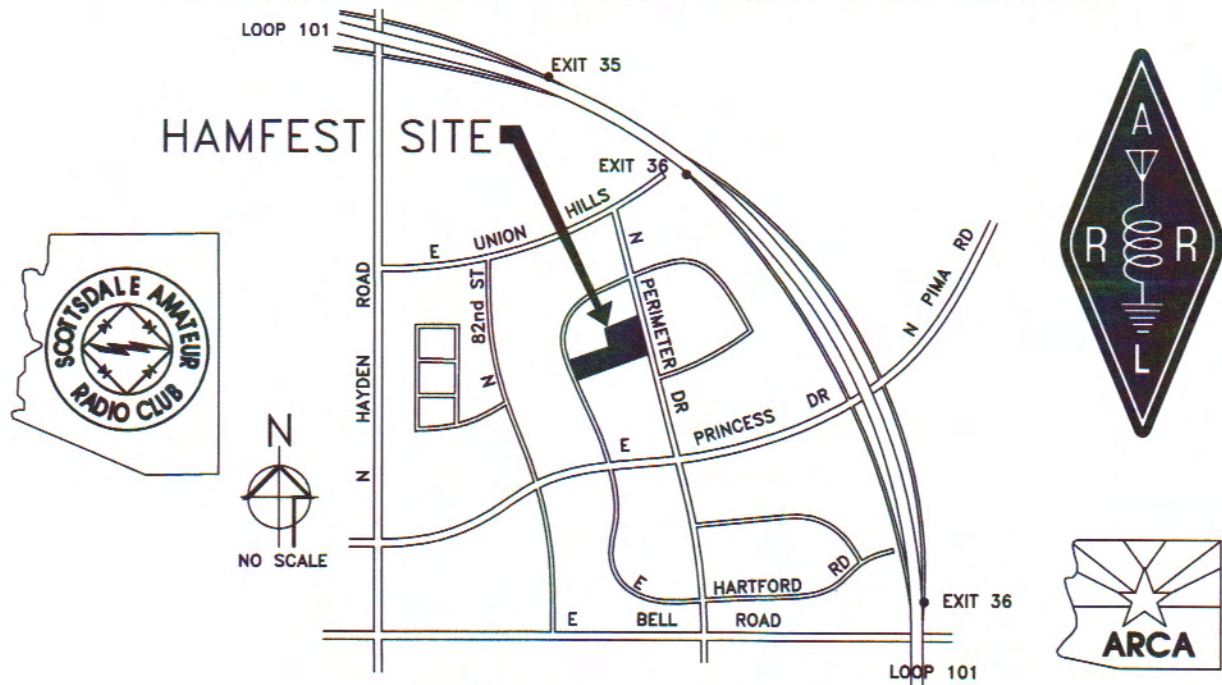 LOOP 101
EXIT 35
HAMFEST SITE
EXIT 36
E UNION HILLS
N PERIMETER DR
N 82nd ST
N HAYDEN ROAD
N PIMA RD
E PRINCESS DR
E HARTFORD RD
E BELL ROAD
EXIT 36
LOOP 101
N
NO SCALE
SCOTTSDALE AMATEUR
RADIO CLUB
A
R R
L
ARCA